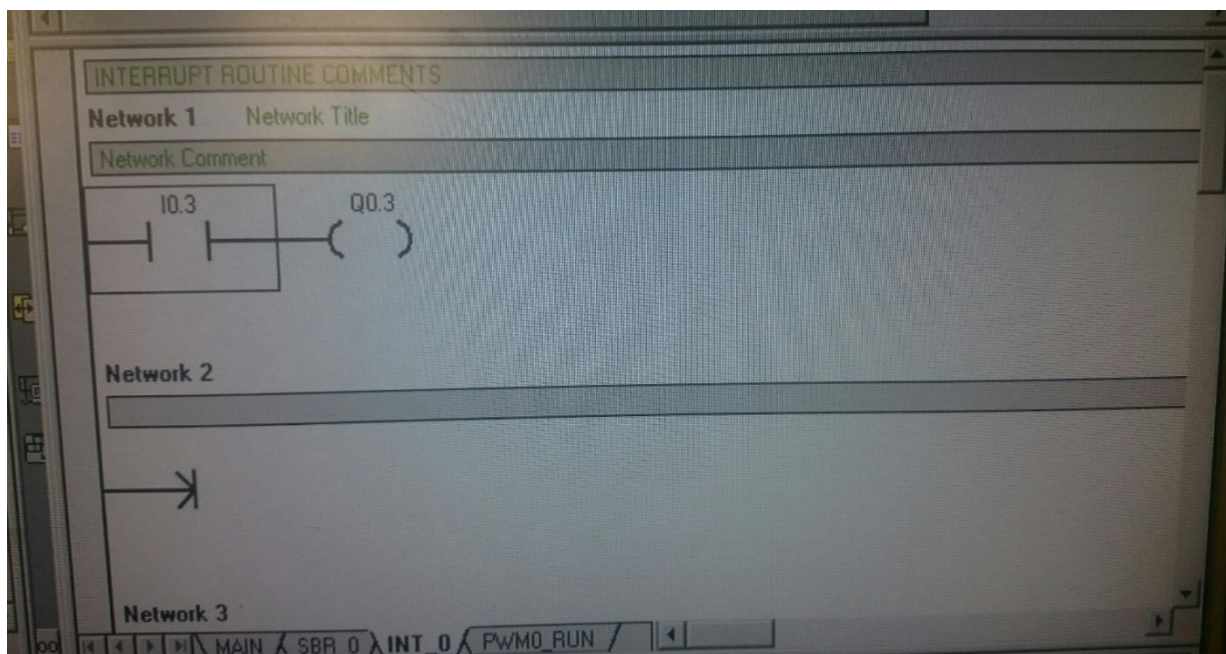 INTERRUPT ROUTINE COMMENTS
Network 1 Network Title
Network Comment
I0.3 Q0.3
Network 2
Network 3
MAIN SBR_0 INT_0 PWM0_RUN